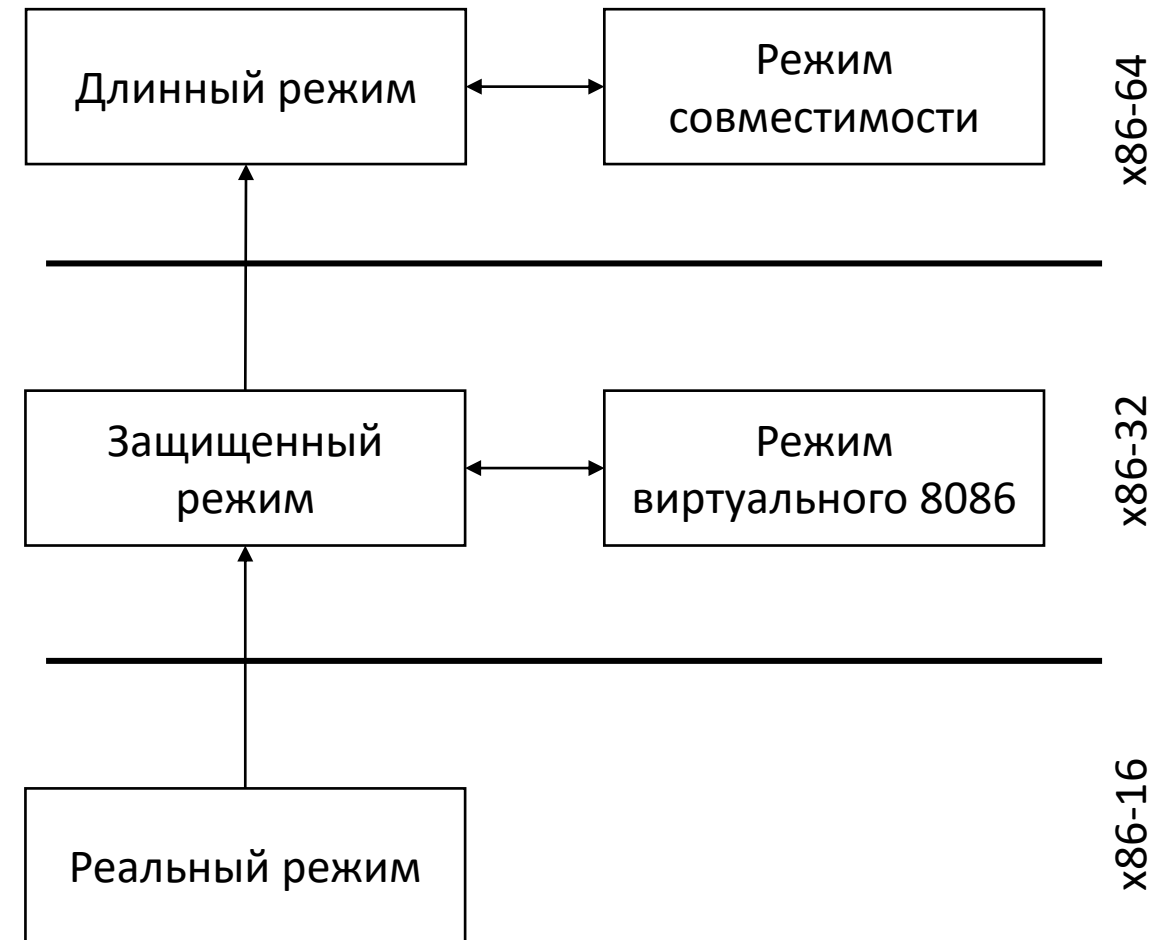 Длинный режим
Режим
совместимости
x86-64
Защищенный
режим
Режим
виртуального 8086
x86-32
Реальный режим
x86-16